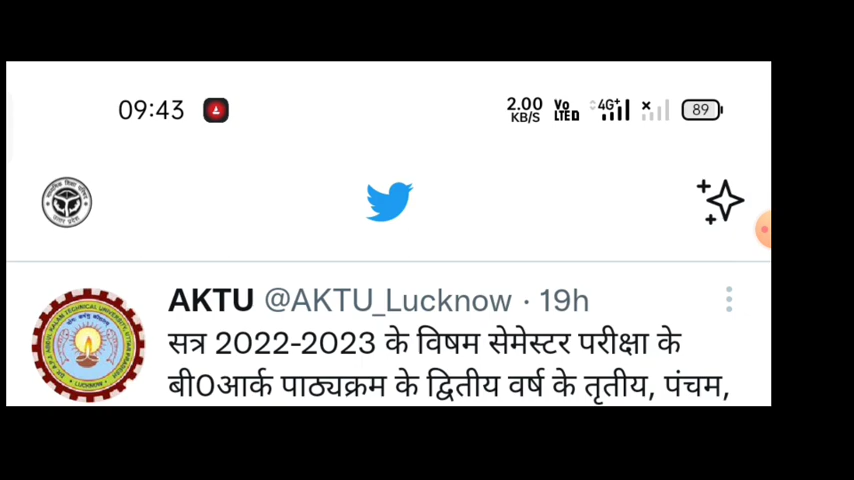 09:43 2.00 KB/S Vo LTED 4G+ 89
AKTU @AKTU_Lucknow · 19h
सत्र 2022-2023 के विषम सेमेस्टर परीक्षा के
बी0आर्क पाठ्यक्रम के द्वितीय वर्ष के तृतीय, पंचम,